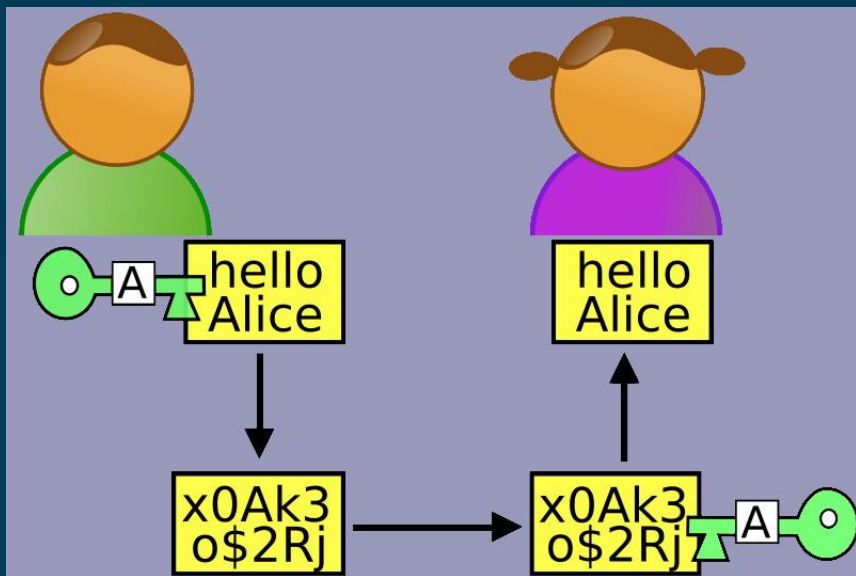 A
hello
Alice
hello
Alice
x0Ak3
o$2Rj
x0Ak3
o$2Rj
A